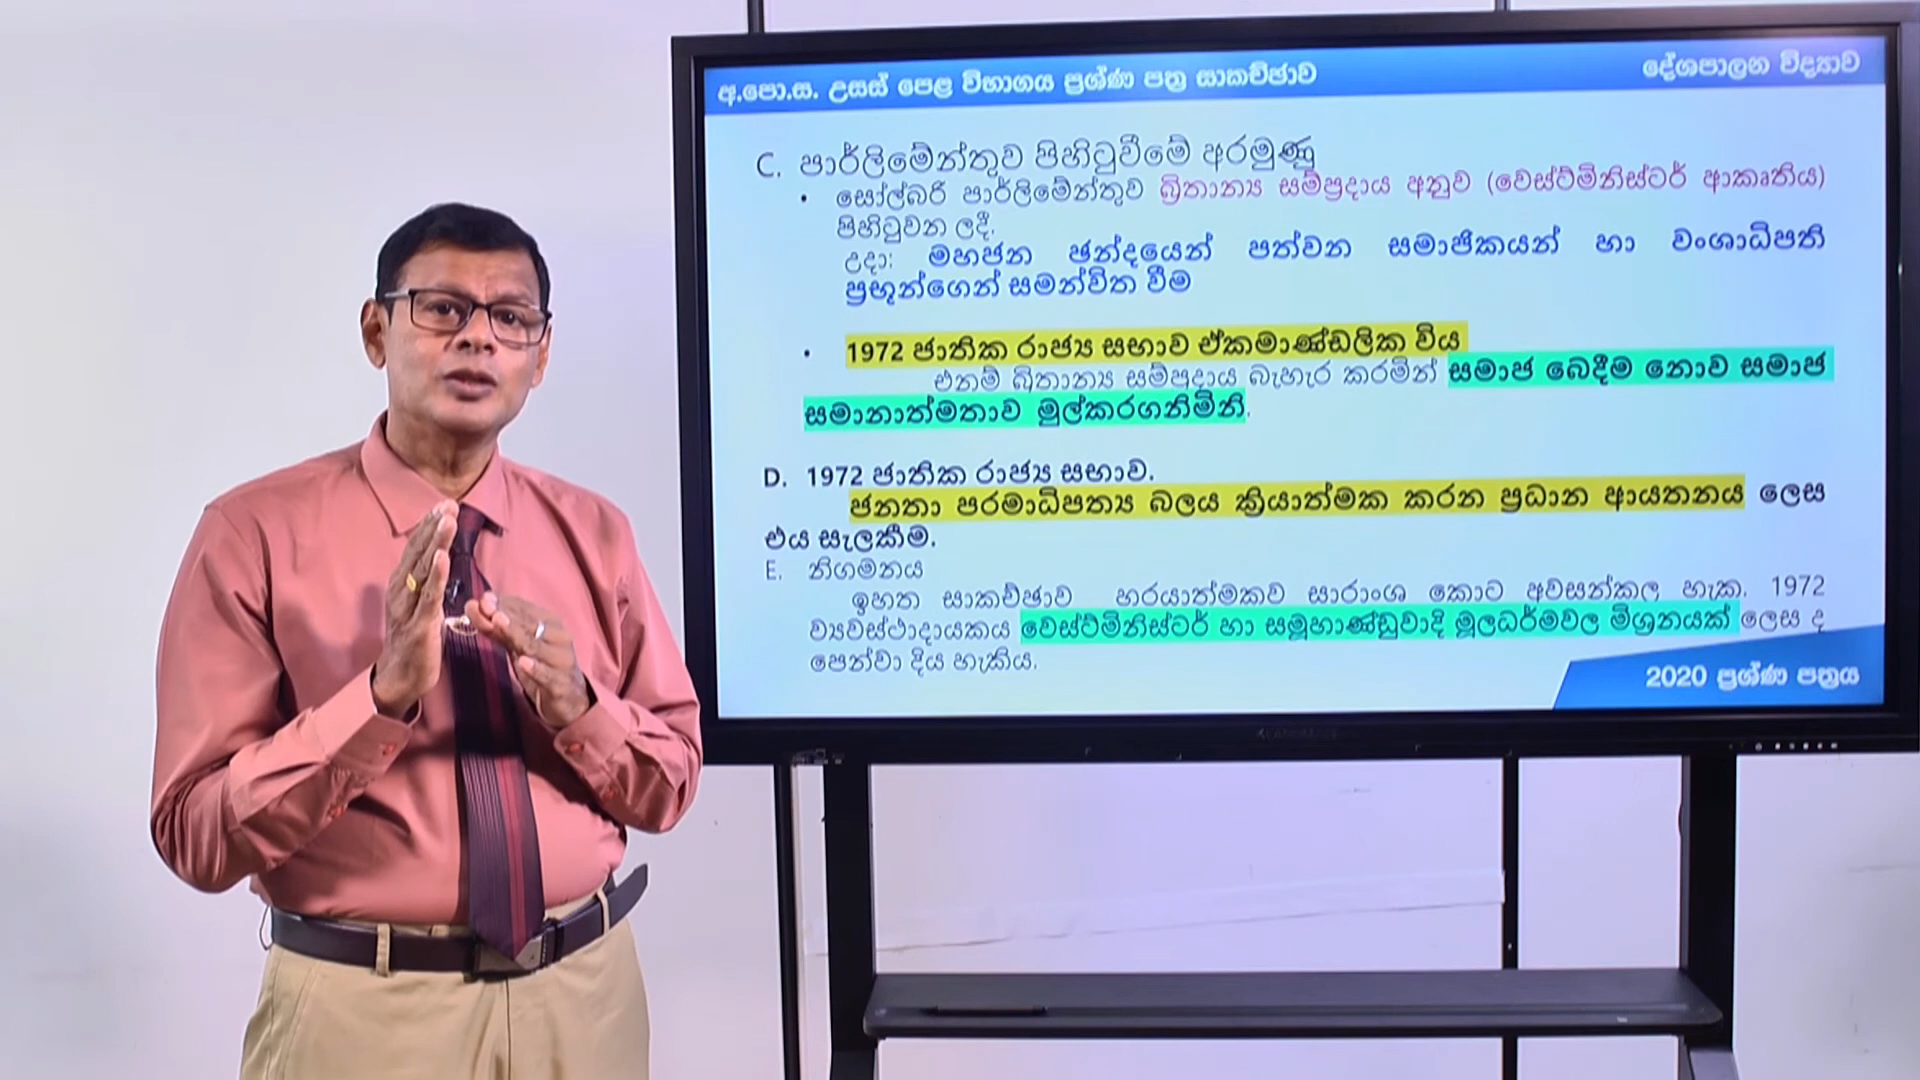 අ.පො.ස. උසස් පෙළ විභාගය ප්‍රශ්ණ පත්‍ර සාකච්ඡාව
දේශපාලන විද්‍යාව
C. පාර්ලිමේන්තුව පිහිටුවීමේ අරමුණු
• සෝල්බරි පාර්ලිමේන්තුව බ්‍රිතාන්‍ය සම්ප්‍රදාය අනුව (වෙස්ට්මිනිස්ටර් ආකෘතිය)
පිහිටුවන ලදී.
උදා: මහජන ඡන්දයෙන් පත්වන සමාජිකයන් හා වංශාධිපති
ප්‍රභූන්ගෙන් සමන්විත වීම
• 1972 ජාතික රාජ්‍ය සභාව ඒකමාණ්ඩලික විය
එනම් බ්‍රිතාන්‍ය සම්ප්‍රදාය බැහැර කරමින් සමාජ බෙදීම නොව සමාජ
සමානාත්මතාව මුල්කරගනිමිනි.
D. 1972 ජාතික රාජ්‍ය සභාව.
ජනතා පරමාධිපත්‍ය බලය ක්‍රියාත්මක කරන ප්‍රධාන ආයතනය ලෙස
එය සැලකීම.
E. නිගමනය
ඉහත සාකච්ඡාව හරයාත්මකව සාරාංශ කොට අවසන්කල හැක. 1972
ව්‍යවස්ථාදායකය වෙස්ට්මිනිස්ටර් හා සමූහාණ්ඩුවාදි මූලධර්මවල මිශ්‍රනයක් ලෙස ද
පෙන්වා දිය හැකිය.
2020 ප්‍රශ්ණ පත්‍රය